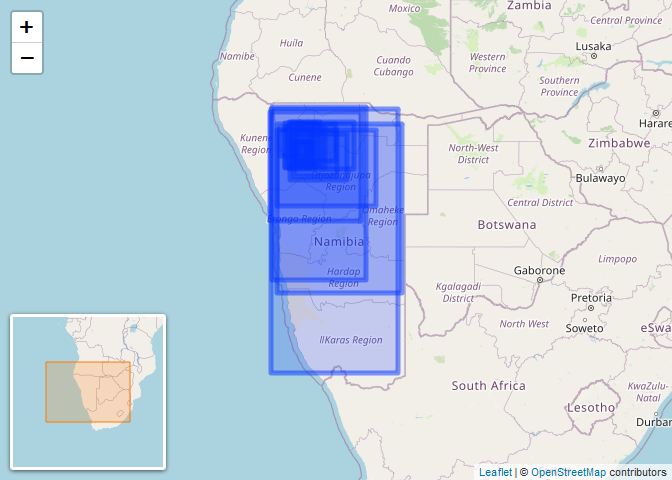 +
−
Moxico
Zambia
Central Province
Huíla
Namibe
Cuando
Cubango
Western
Province
Lusaka
Cunene
Southern
Province
Harare
Kunene
Region
Zimbabwe
North-West
District
Otjozondjupa
Region
Bulawayo
Central District
Omaheke
Region
Erongo Region
Botswana
Namibia
Limpopo
Hardap
Region
Gaborone
Kgalagadi
District
Pretoria
Soweto
North West
eSwa
ǁKaras Region
South Africa
KwaZulu-
Natal
Lesotho
Durban
Leaflet | © OpenStreetMap contributors